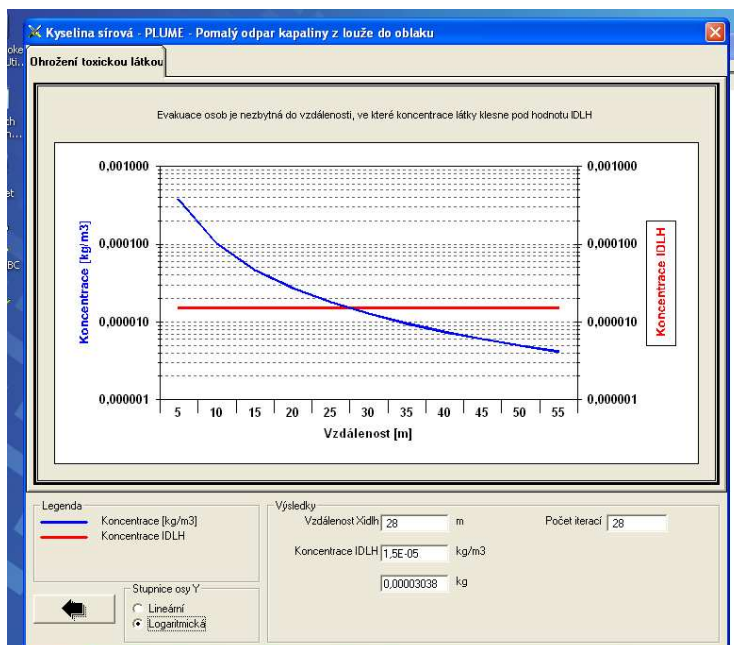 Kyselina sírová - PLUME - Pomalý odpar kapaliny z louže do oblaku
Ohrožení toxickou látkou
Evakuace osob je nezbytná do vzdálenosti, ve které koncentrace látky klesne pod hodnotu IDLH
0,001000
0,000100
0,000010
0,000001
Koncentrace [kg/m3]
0,001000
0,000100
0,000010
0,000001
Koncentrace IDLH
5 10 15 20 25 30 35 40 45 50 55
Vzdálenost [m]
Legenda
Koncentrace [kg/m3]
Koncentrace IDLH
Stupnice osy Y
Lineární
Logaritmická
Výsledky
Vzdálenost Xidlh 28 m
Počet iterací 28
Koncentrace IDLH 1,5E-05 kg/m3
0,00003038 kg